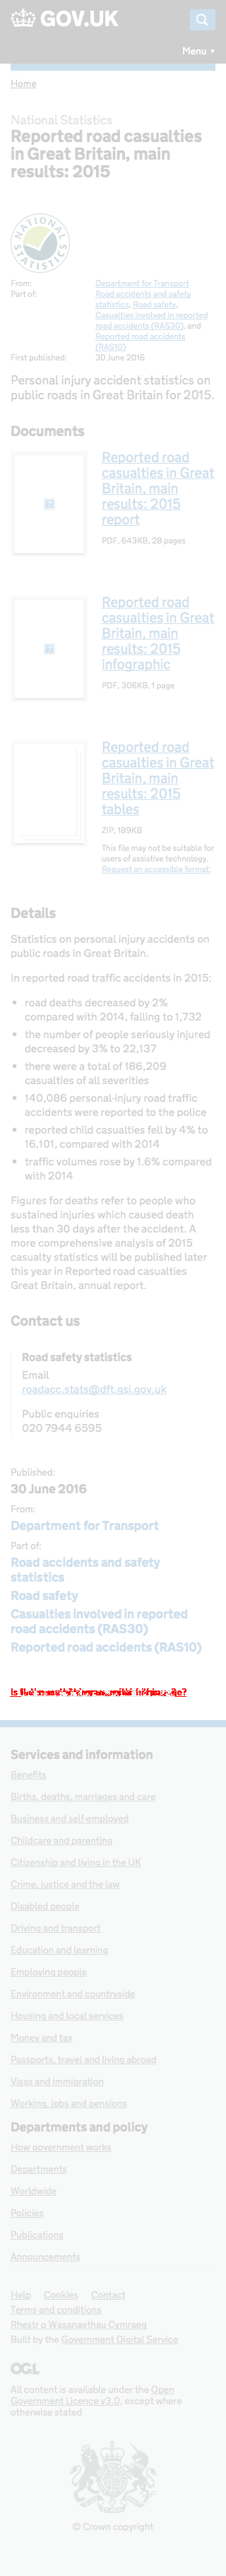 GOV.UK
Menu ▼
Home
National Statistics
Reported road casualties
in Great Britain, main
results: 2015
NATIONAL STATISTICS
From: Department for Transport
Part of: Road accidents and safety
statistics, Road safety,
Casualties involved in reported
road accidents (RAS30), and
Reported road accidents
(RAS10)
First published: 30 June 2016
Personal injury accident statistics on
public roads in Great Britain for 2015.
Documents
Reported road
casualties in Great
Britain, main
results: 2015
report
PDF, 643KB, 28 pages
Reported road
casualties in Great
Britain, main
results: 2015
infographic
PDF, 306KB, 1 page
Reported road
casualties in Great
Britain, main
results: 2015
tables
ZIP, 189KB
This file may not be suitable for
users of assistive technology.
Request an accessible format.
Details
Statistics on personal injury accidents on
public roads in Great Britain.
In reported road traffic accidents in 2015:
• road deaths decreased by 2%
compared with 2014, falling to 1,732
• the number of people seriously injured
decreased by 3% to 22,137
• there were a total of 186,209
casualties of all severities
• 140,086 personal-injury road traffic
accidents were reported to the police
• reported child casualties fell by 4% to
16,101, compared with 2014
• traffic volumes rose by 1.6% compared
with 2014
Figures for deaths refer to people who
sustained injuries which caused death
less than 30 days after the accident. A
more comprehensive analysis of 2015
casualty statistics will be published later
this year in Reported road casualties
Great Britain, annual report.
Contact us
Road safety statistics
Email
roadacc.stats@dft.gsi.gov.uk
Public enquiries
020 7944 6595
Published:
30 June 2016
From:
Department for Transport
Part of:
Road accidents and safety
statistics
Road safety
Casualties involved in reported
road accidents (RAS30)
Reported road accidents (RAS10)
Services and information
Benefits
Births, deaths, marriages and care
Business and self-employed
Childcare and parenting
Citizenship and living in the UK
Crime, justice and the law
Disabled people
Driving and transport
Education and learning
Employing people
Environment and countryside
Housing and local services
Money and tax
Passports, travel and living abroad
Visas and immigration
Working, jobs and pensions
Departments and policy
How government works
Departments
Worldwide
Policies
Publications
Announcements
Help Cookies Contact
Terms and conditions
Rhestr o Wasanaethau Cymraeg
Built by the Government Digital Service
OGL
All content is available under the Open
Government Licence v3.0, except where
otherwise stated
© Crown copyright